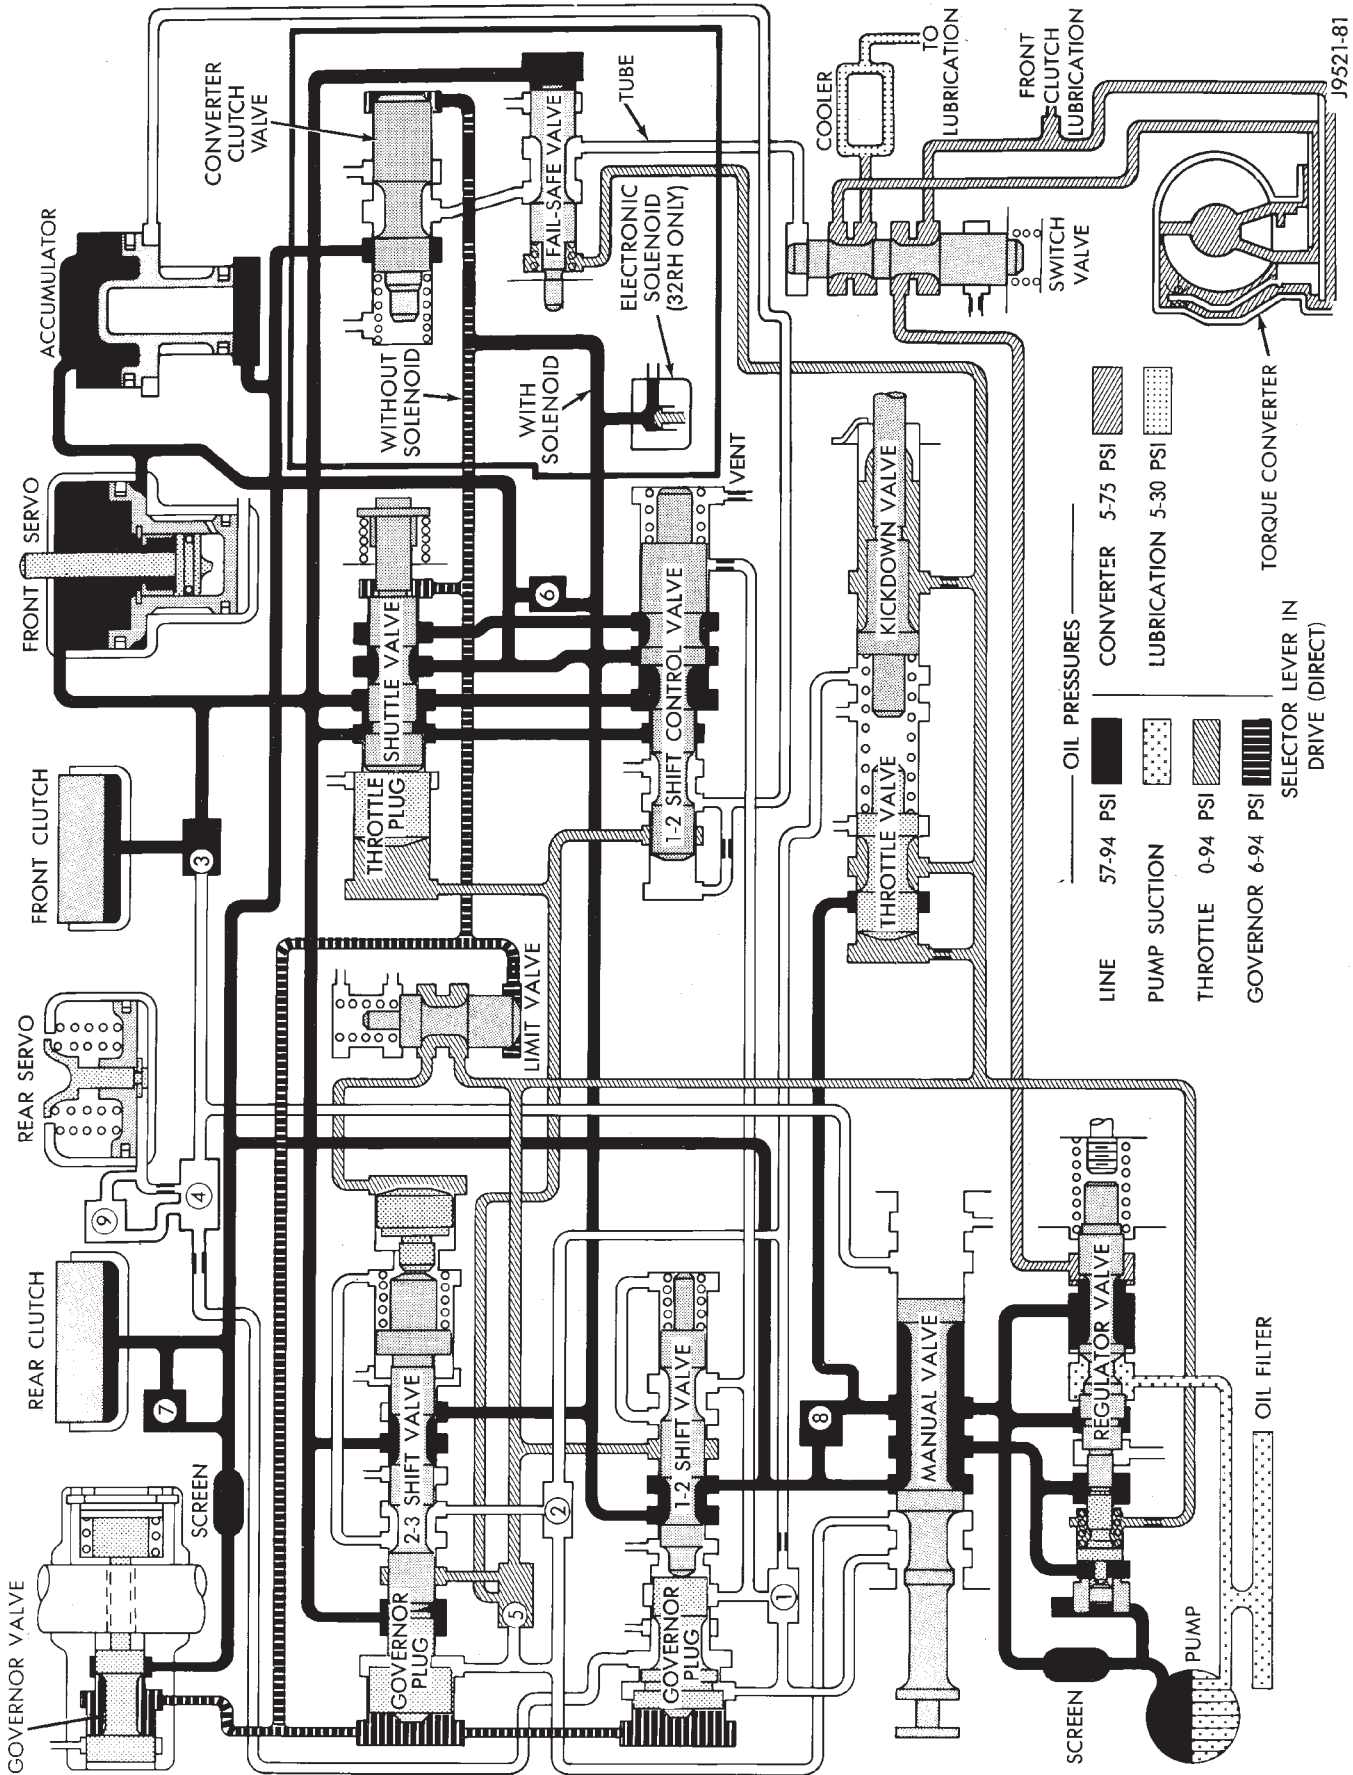 GOVERNOR VALVE
SCREEN
REAR CLUTCH
REAR SERVO
FRONT CLUTCH
FRONT SERVO
ACCUMULATOR
CONVERTER
CLUTCH
VALVE
7
9
4
3
GOVERNOR
PLUG
2-3 SHIFT VALVE
LIMIT VALVE
THROTTLE
PLUG
SHUTTLE VALVE
WITHOUT
SOLENOID
WITH
SOLENOID
FAIL-SAFE VALVE
ELECTRONIC
SOLENOID
(32RH ONLY)
TUBE
5
2
6
GOVERNOR
PLUG
1-2 SHIFT VALVE
1-2 SHIFT CONTROL VALVE
VENT
1
8
MANUAL VALVE
THROTTLE VALVE
KICKDOWN VALVE
SWITCH
VALVE
COOLER
TO
LUBRICATION
FRONT
CLUTCH
LUBRICATION
SCREEN
PUMP
REGULATOR VALVE
OIL FILTER
OIL PRESSURES
LINE 57-94 PSI
PUMP SUCTION
THROTTLE 0-94 PSI
GOVERNOR 6-94 PSI
CONVERTER 5-75 PSI
LUBRICATION 5-30 PSI
SELECTOR LEVER IN
DRIVE (DIRECT)
TORQUE CONVERTER
J9521-81